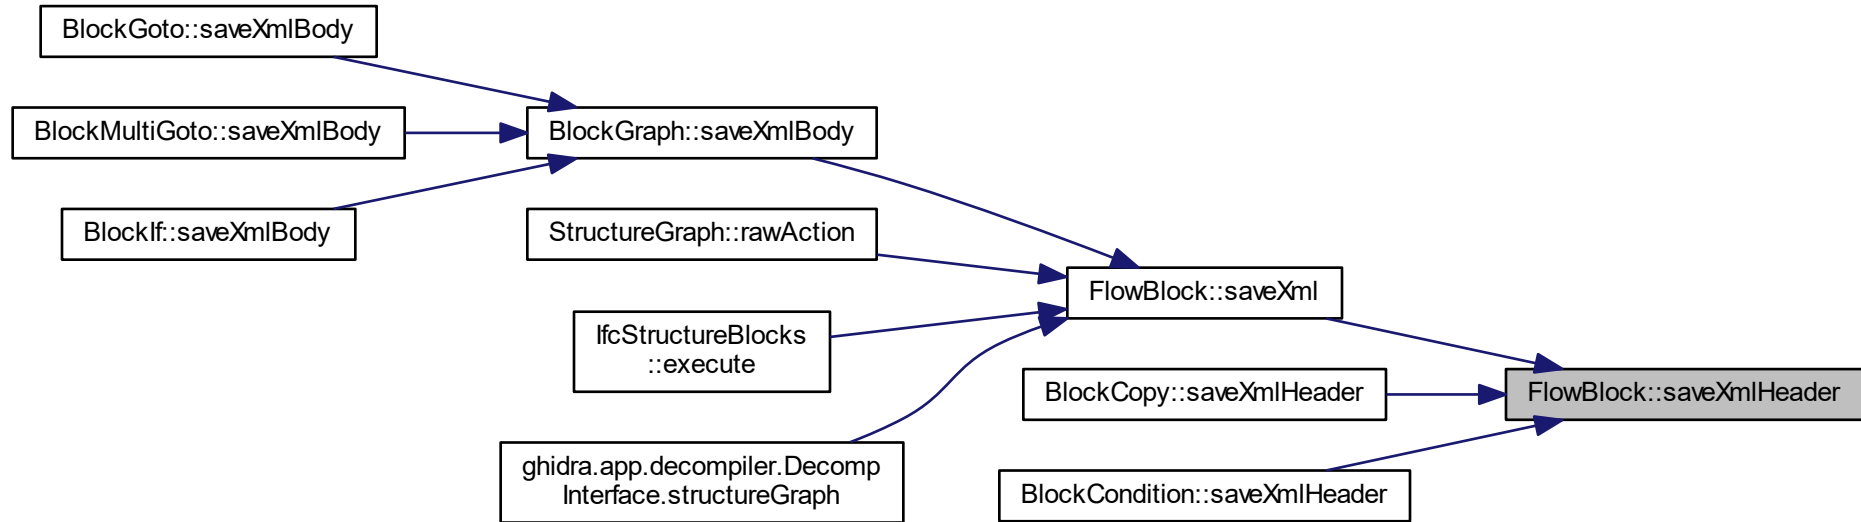 BlockGoto::saveXmlBody
BlockMultiGoto::saveXmlBody
BlockGraph::saveXmlBody
BlockIf::saveXmlBody
StructureGraph::rawAction
FlowBlock::saveXml
IfcStructureBlocks
::execute
BlockCopy::saveXmlHeader
FlowBlock::saveXmlHeader
ghidra.app.decompiler.Decomp
Interface.structureGraph
BlockCondition::saveXmlHeader